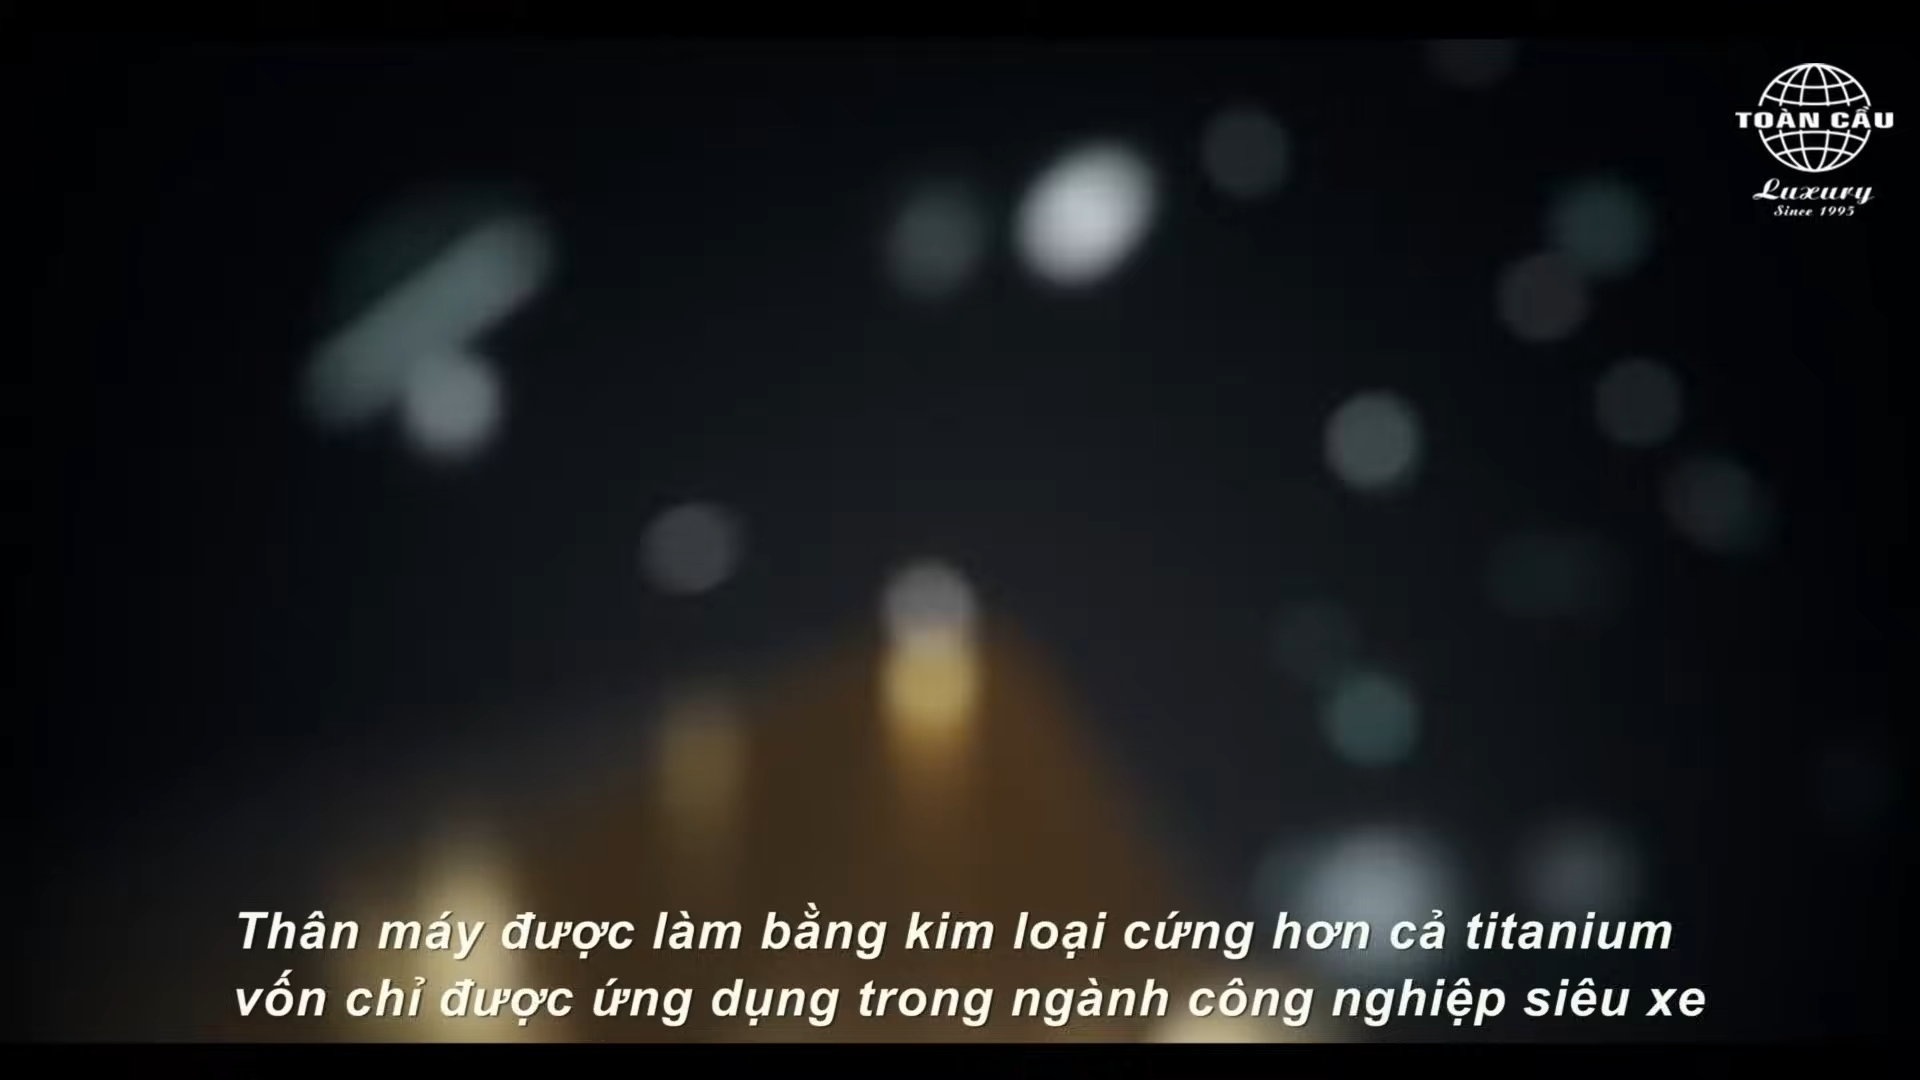 TOÀN CẦU
Luxury
Since 1995
Thân máy được làm bằng kim loại cứng hơn cả titanium
vốn chỉ được ứng dụng trong ngành công nghiệp siêu xe